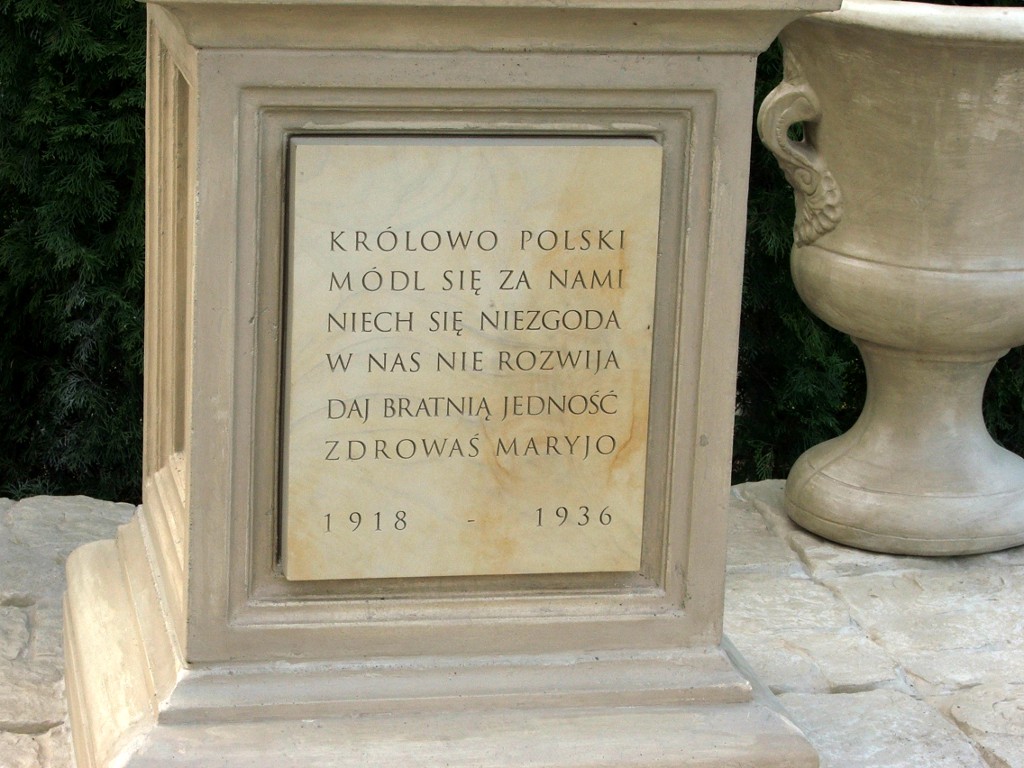 KRÓLOWO POLSKI
MÓDL SIĘ ZA NAMI
NIECH SIĘ NIEZGODA
W NAS NIE ROZWIJA
DAJ BRATNIĄ JEDNOŚĆ
ZDROWAŚ MARYJO
1918 - 1936